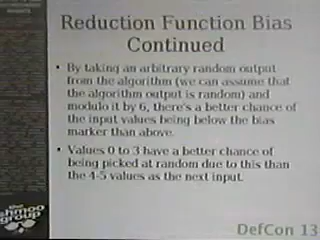 Reduction Function Bias
Continued
• By taking an arbitrary random output
from the algorithm (we can assume that
the algorithm output is random) and
modulo it by 6, there's a better chance of
the input values being below the bias
marker than above.
• Values 0 to 3 have a better chance of
being picked at random due to this than
the 4-5 values as the next input.
the
shmoo
group
DefCon 13